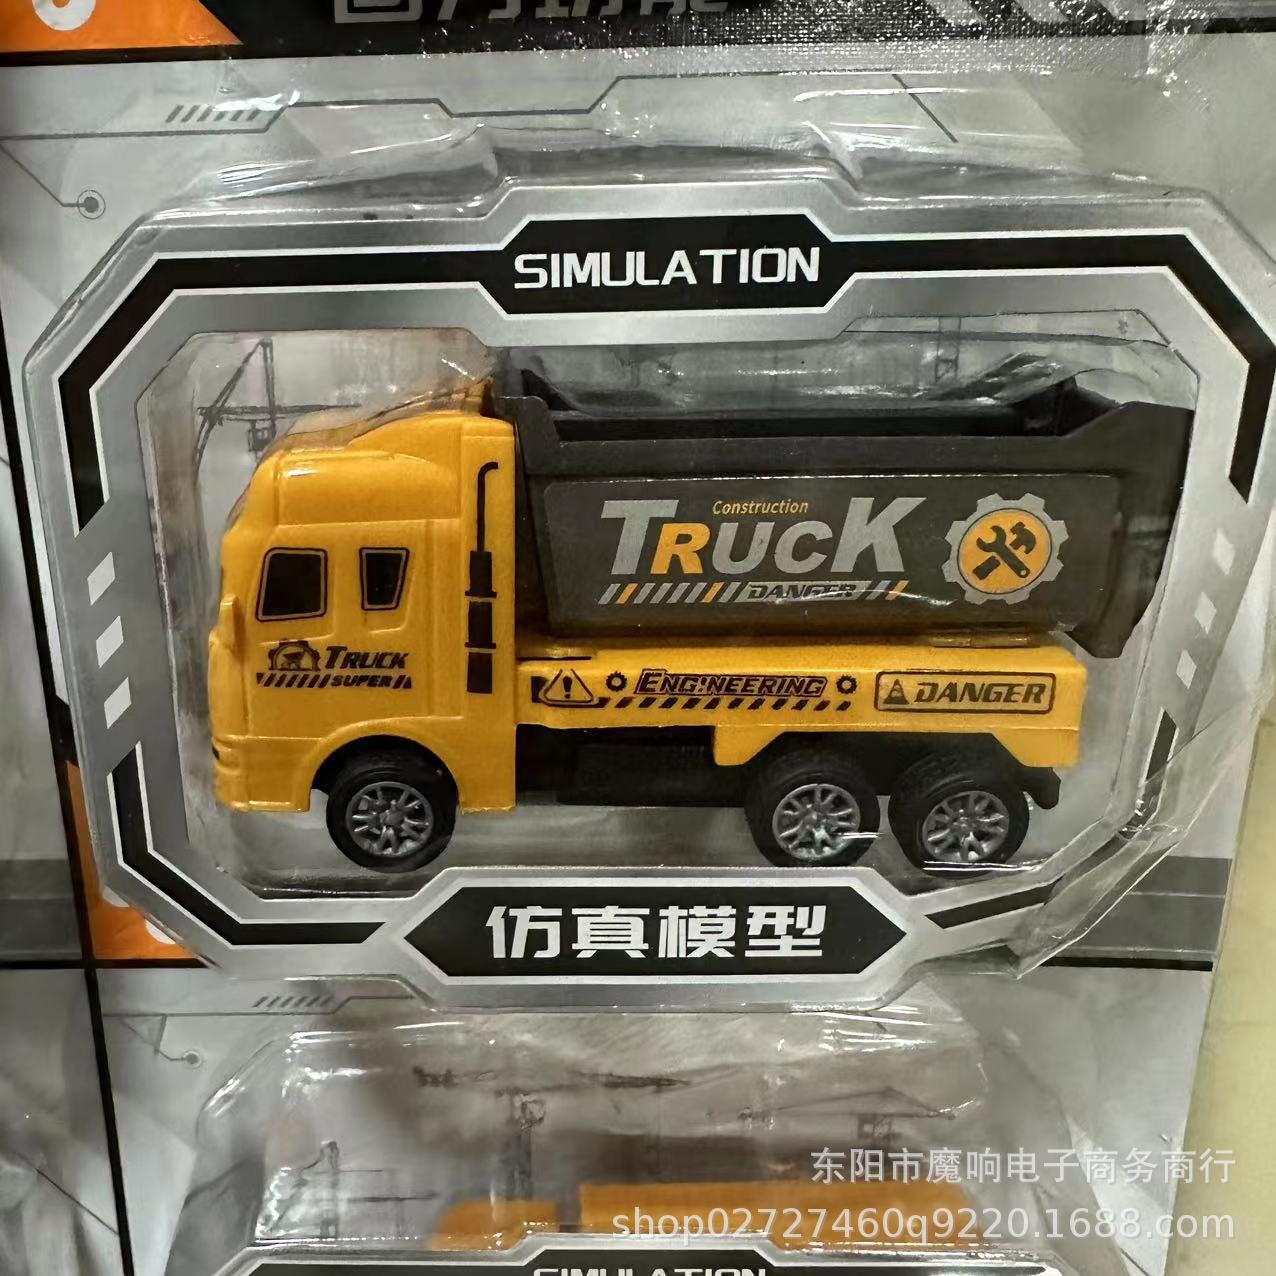 SIMULATION
Construction
TRUCK
DANGER
TRUCK
SUPER
ENGINEERING
DANGER
仿真模型
东阳市魔响电子商务商行
shop02727460q9220.1688.com
SIMULATION